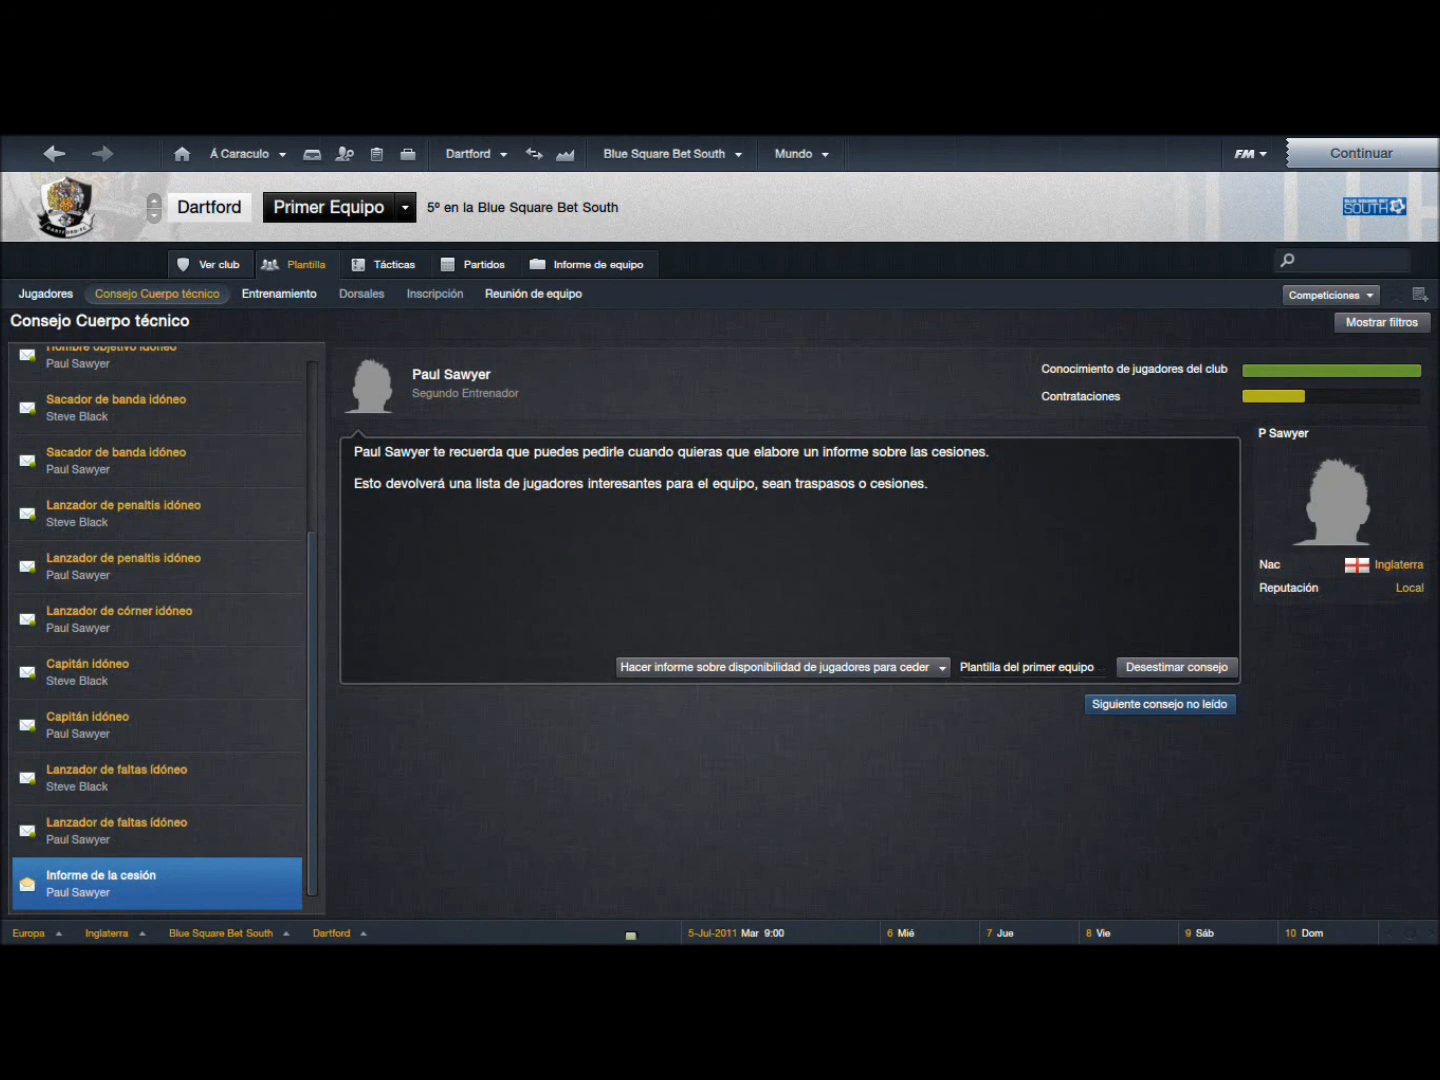 Á Caraculo
Dartford
Blue Square Bet South
Mundo
FM
Continuar
Dartford
Primer Equipo
5º en la Blue Square Bet South
BLUE SQUARE BET
SOUTH
Ver club
Plantilla
Tácticas
Partidos
Informe de equipo
Jugadores
Consejo Cuerpo técnico
Entrenamiento
Dorsales
Inscripción
Reunión de equipo
Competiciones
Consejo Cuerpo técnico
Mostrar filtros
Hombre objetivo idóneo
Paul Sawyer
Sacador de banda idóneo
Steve Black
Sacador de banda idóneo
Paul Sawyer
Lanzador de penaltis idóneo
Steve Black
Lanzador de penaltis idóneo
Paul Sawyer
Lanzador de córner idóneo
Paul Sawyer
Capitán idóneo
Steve Black
Capitán idóneo
Paul Sawyer
Lanzador de faltas ídóneo
Steve Black
Lanzador de faltas ídóneo
Paul Sawyer
Informe de la cesión
Paul Sawyer
Paul Sawyer
Segundo Entrenador
Conocimiento de jugadores del club
Contrataciones
Paul Sawyer te recuerda que puedes pedirle cuando quieras que elabore un informe sobre las cesiones.
Esto devolverá una lista de jugadores interesantes para el equipo, sean traspasos o cesiones.
Hacer informe sobre disponibilidad de jugadores para ceder
Plantilla del primer equipo
Desestimar consejo
Siguiente consejo no leído
P Sawyer
Nac
Inglaterra
Reputación
Local
Europa
Inglaterra
Blue Square Bet South
Dartford
5-Jul-2011 Mar 9:00
6 Mié
7 Jue
8 Vie
9 Sáb
10 Dom